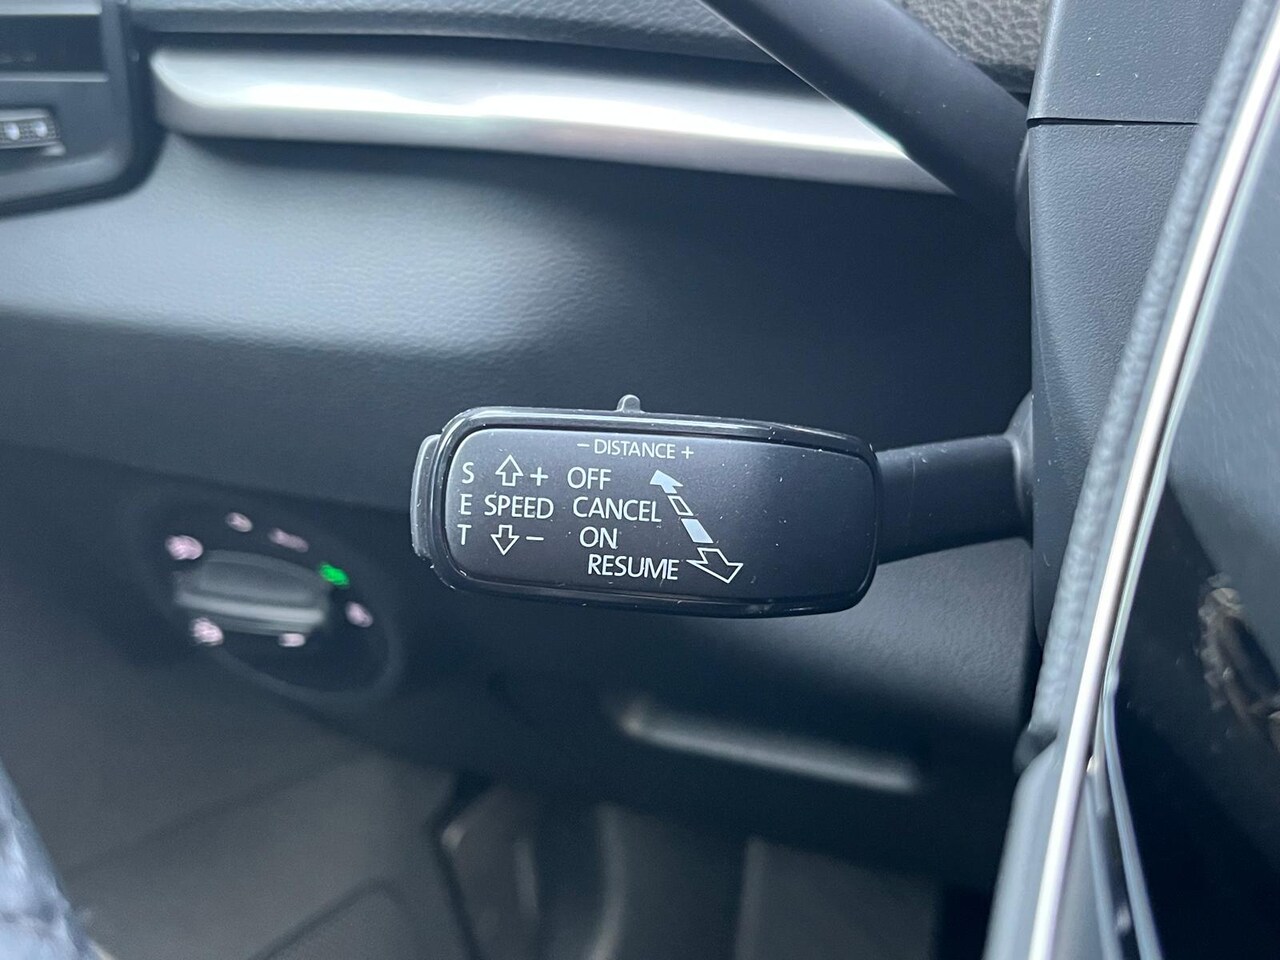 − DISTANCE +
S + OFF
E SPEED CANCEL
T − ON
RESUME